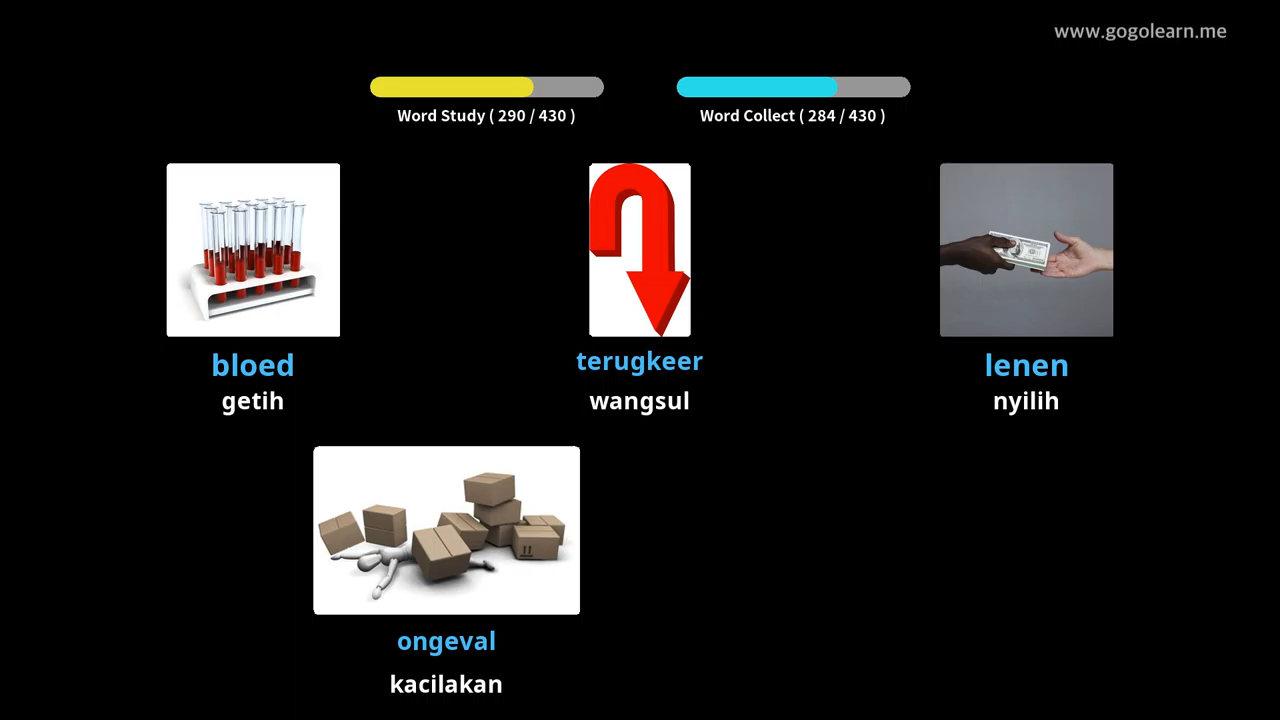 www.gogolearn.me
Word Study ( 290 / 430 )
Word Collect ( 284 / 430 )
bloed
getih
terugkeer
wangsul
lenen
nyilih
ongeval
kacilakan